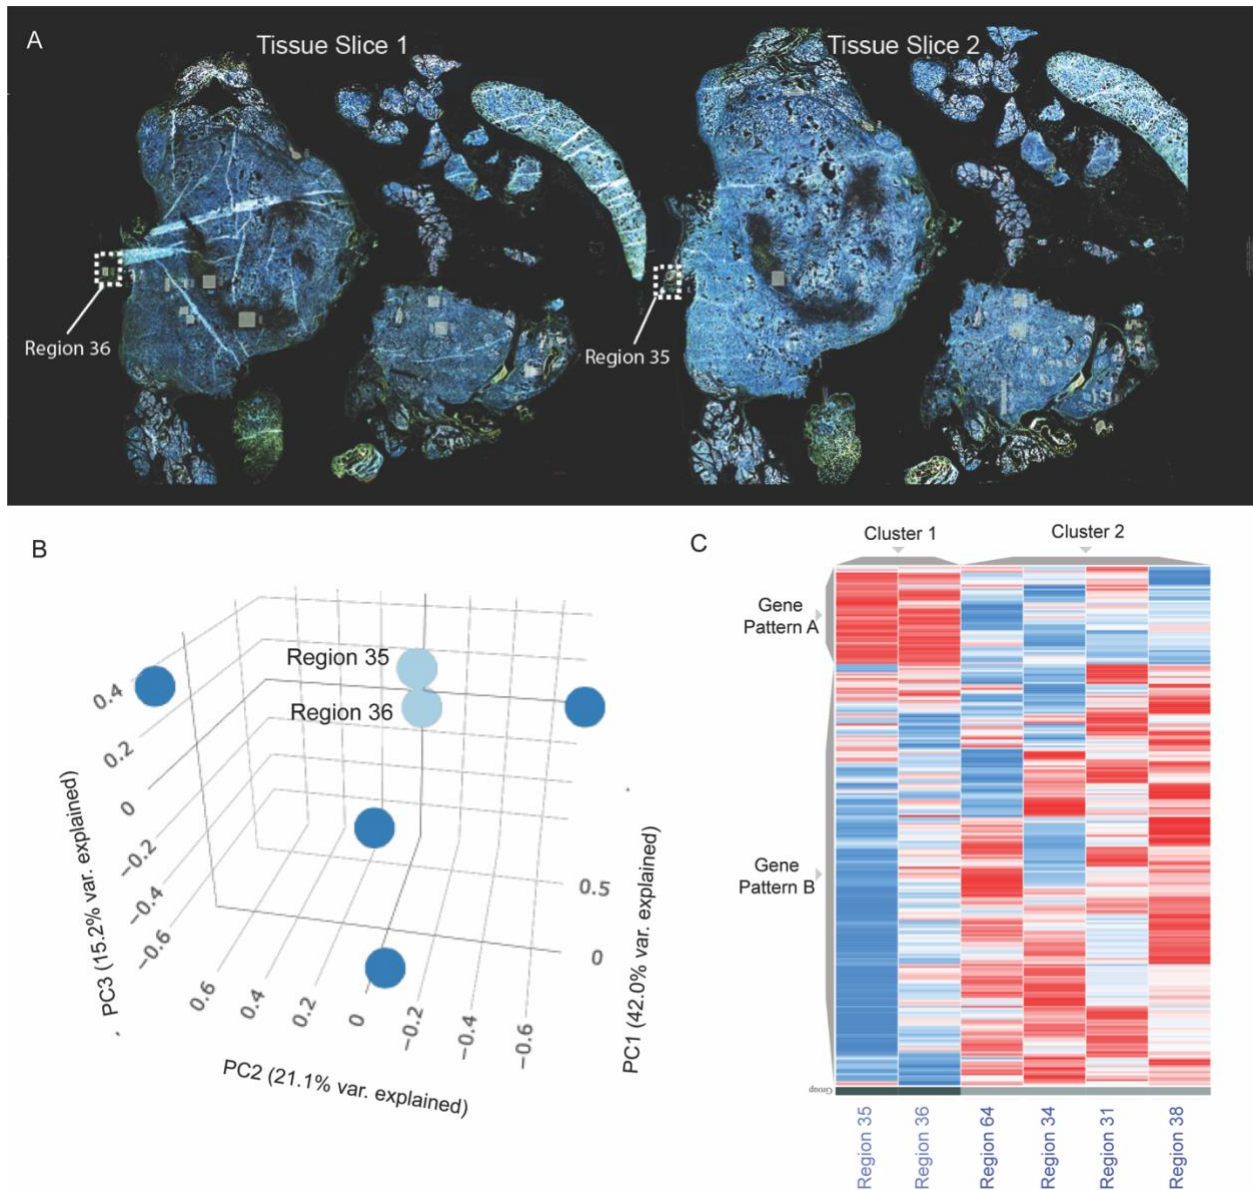 A
Tissue Slice 1
Tissue Slice 2
Region 36
Region 35
B
Region 35
Region 36
0.4
0.2
0
−0.2
−0.4
−0.6
PC3 (15.2% var. explained)
0.6
0.4
0.2
0
−0.2
−0.4
−0.6
PC2 (21.1% var. explained)
0.5
0
PC1 (42.0% var. explained)
C
Cluster 1
Cluster 2
Gene
Pattern A
Gene
Pattern B
Group
Region 35
Region 36
Region 64
Region 34
Region 31
Region 38